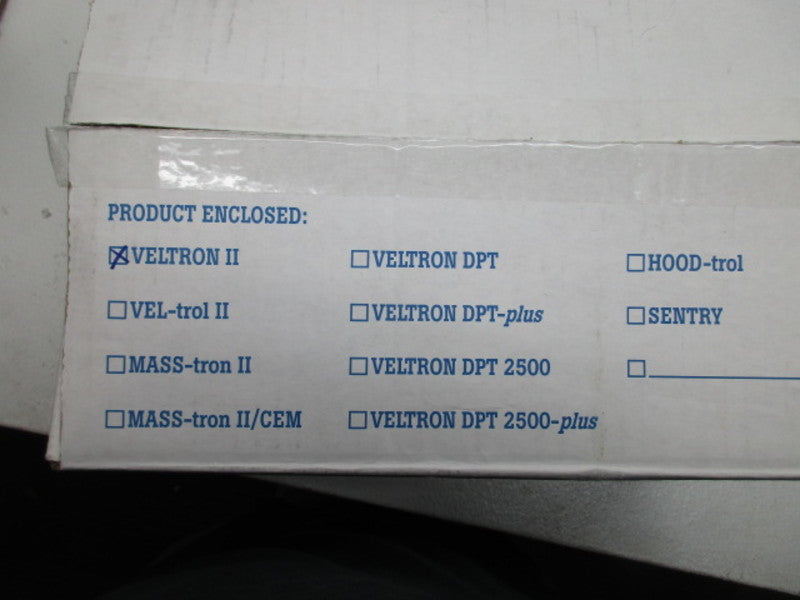 PRODUCT ENCLOSED:
☒ VELTRON II
☐ VEL-trol II
☐ MASS-tron II
☐ MASS-tron II/CEM
☐ VELTRON DPT
☐ VELTRON DPT-plus
☐ VELTRON DPT 2500
☐ VELTRON DPT 2500-plus
☐ HOOD-trol
☐ SENTRY
☐ ____________